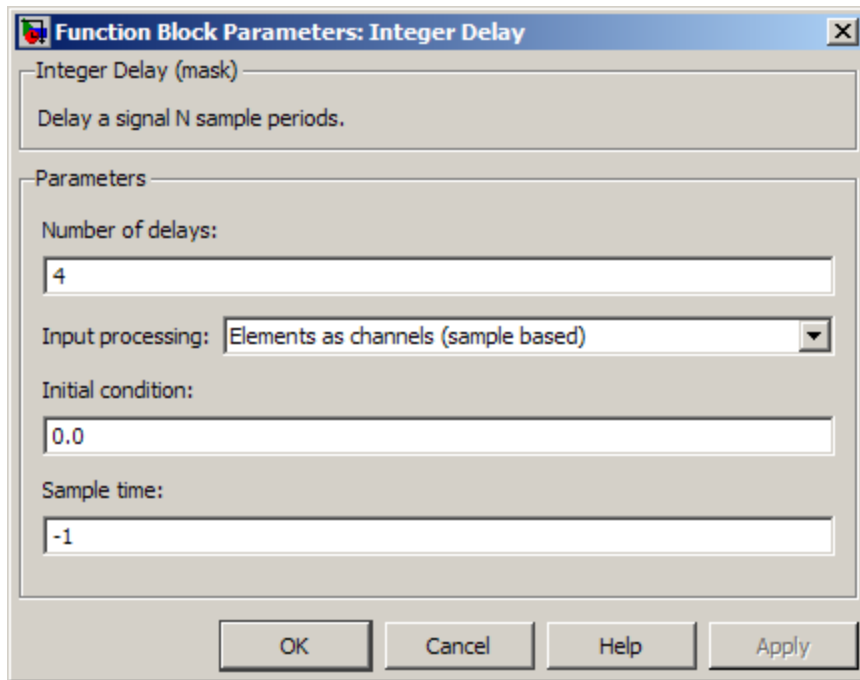 Function Block Parameters: Integer Delay
Integer Delay (mask)
Delay a signal N sample periods.
Parameters
Number of delays:
4
Input processing: Elements as channels (sample based)
Initial condition:
0.0
Sample time:
-1
OK Cancel Help Apply